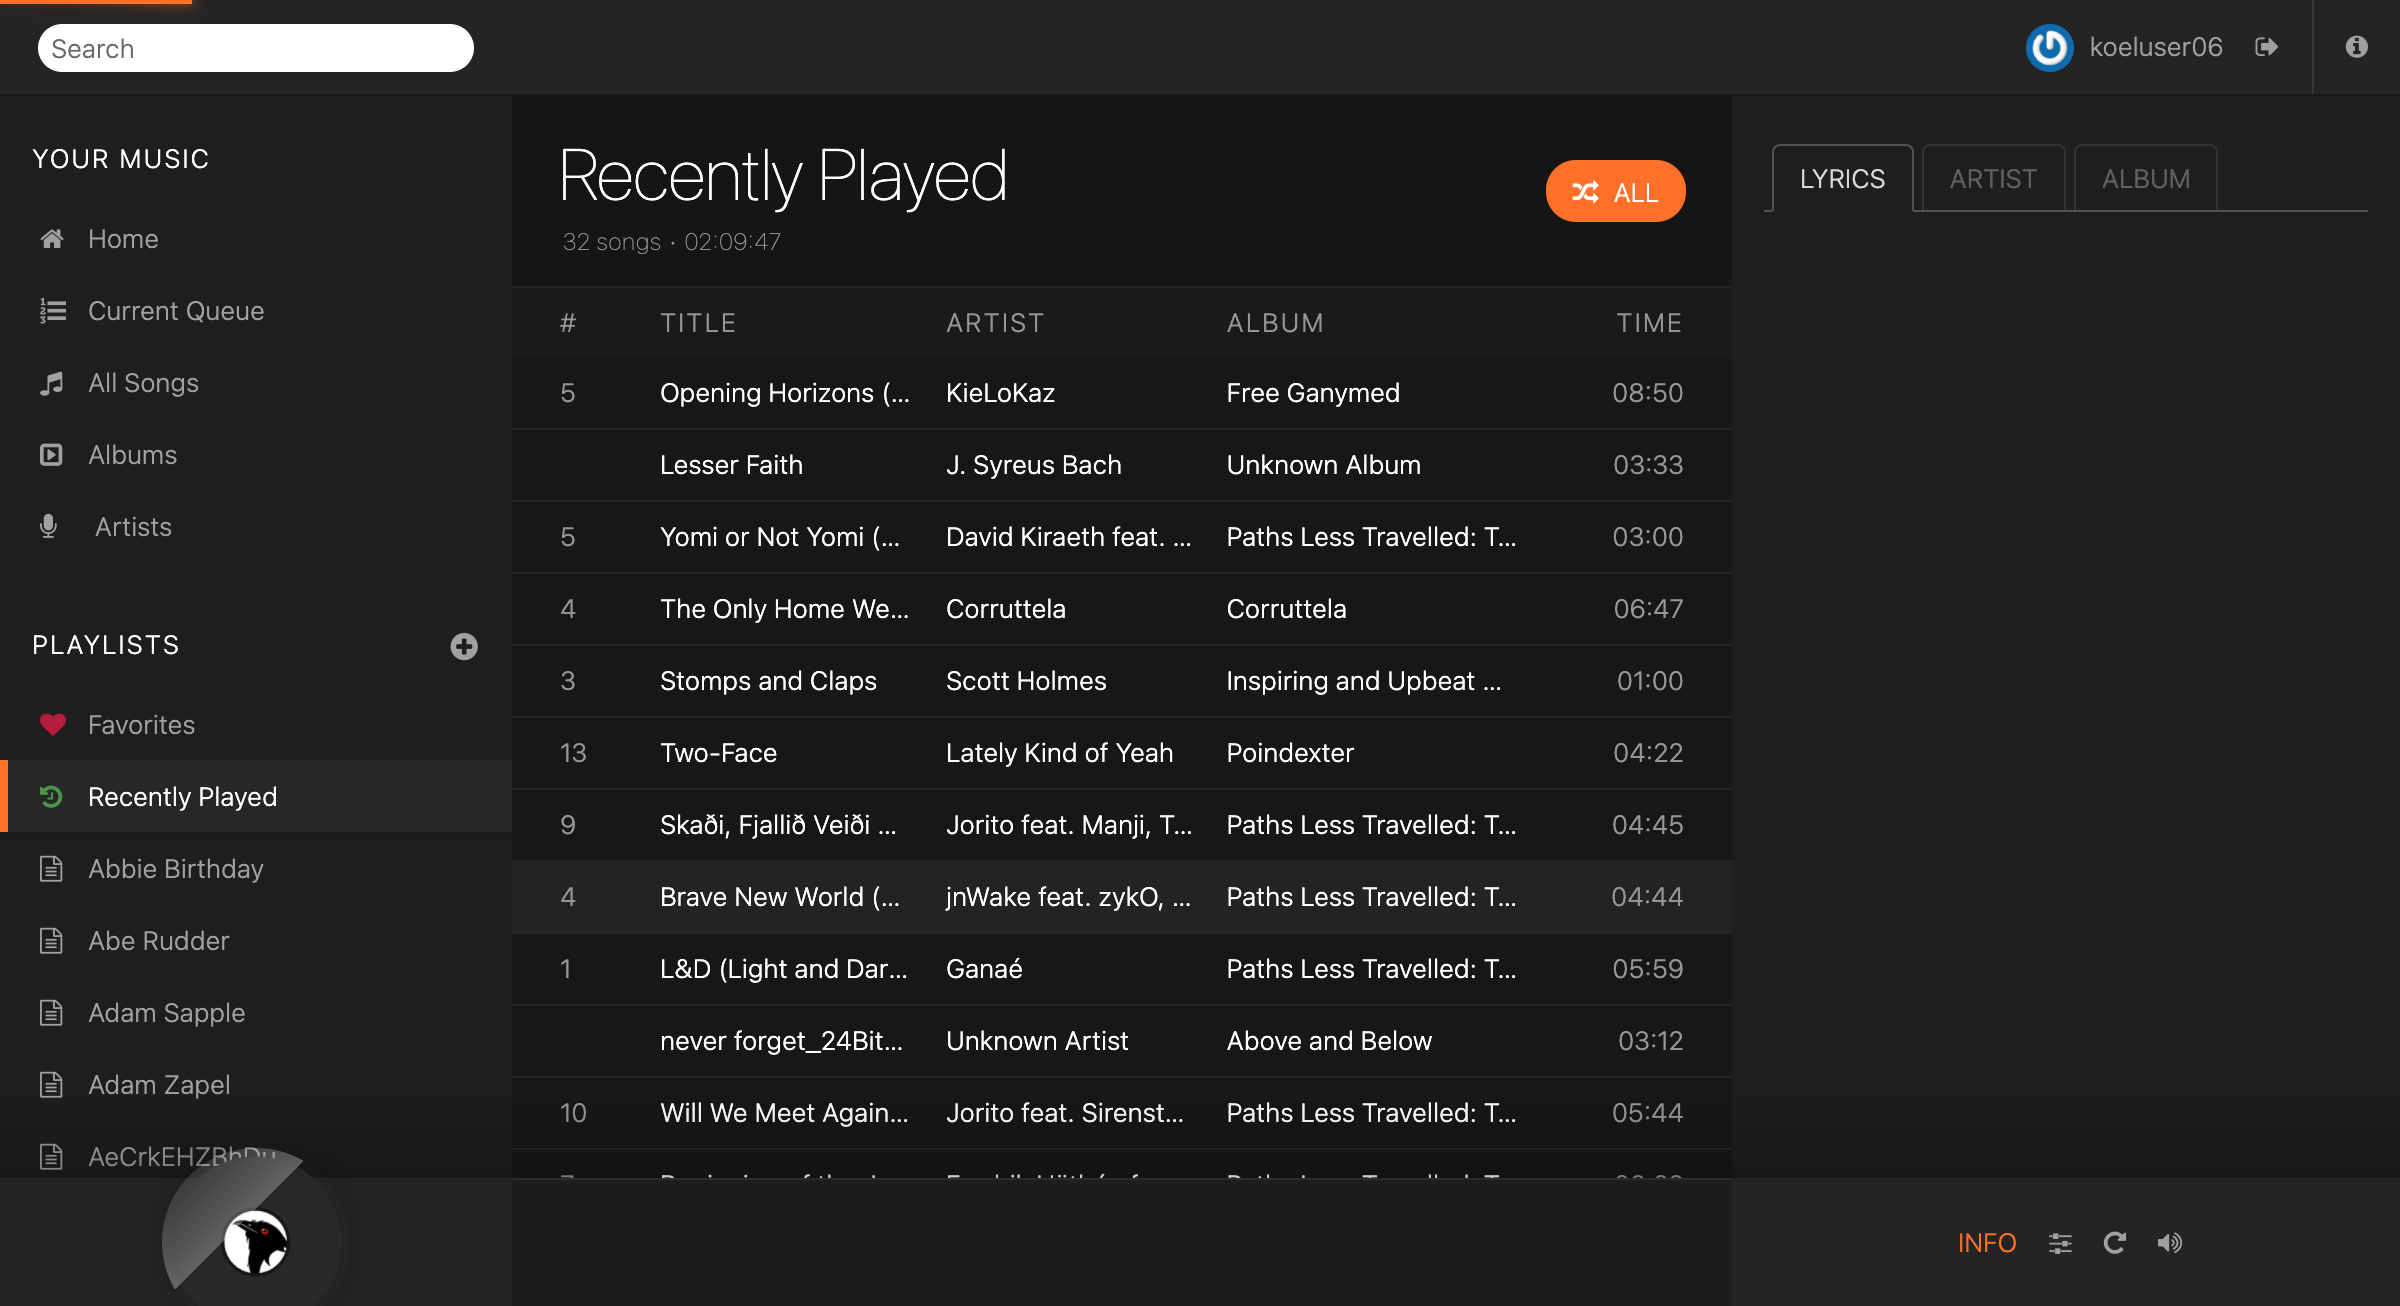 Search
koeluser06
YOUR MUSIC
Home
Current Queue
All Songs
Albums
Artists
PLAYLISTS
Favorites
Recently Played
Abbie Birthday
Abe Rudder
Adam Sapple
Adam Zapel
Recently Played
32 songs · 02:09:47
ALL
# TITLE ARTIST ALBUM TIME
5 Opening Horizons (... KieLoKaz Free Ganymed 08:50
Lesser Faith J. Syreus Bach Unknown Album 03:33
5 Yomi or Not Yomi (... David Kiraeth feat. ... Paths Less Travelled: T... 03:00
4 The Only Home We... Corruttela Corruttela 06:47
3 Stomps and Claps Scott Holmes Inspiring and Upbeat ... 01:00
13 Two-Face Lately Kind of Yeah Poindexter 04:22
9 Skaði, Fjallið Veiði ... Jorito feat. Manji, T... Paths Less Travelled: T... 04:45
4 Brave New World (... jnWake feat. zykO, ... Paths Less Travelled: T... 04:44
1 L&D (Light and Dar... Ganaé Paths Less Travelled: T... 05:59
never forget_24Bit... Unknown Artist Above and Below 03:12
10 Will We Meet Again... Jorito feat. Sirenst... Paths Less Travelled: T... 05:44
LYRICS ARTIST ALBUM
INFO